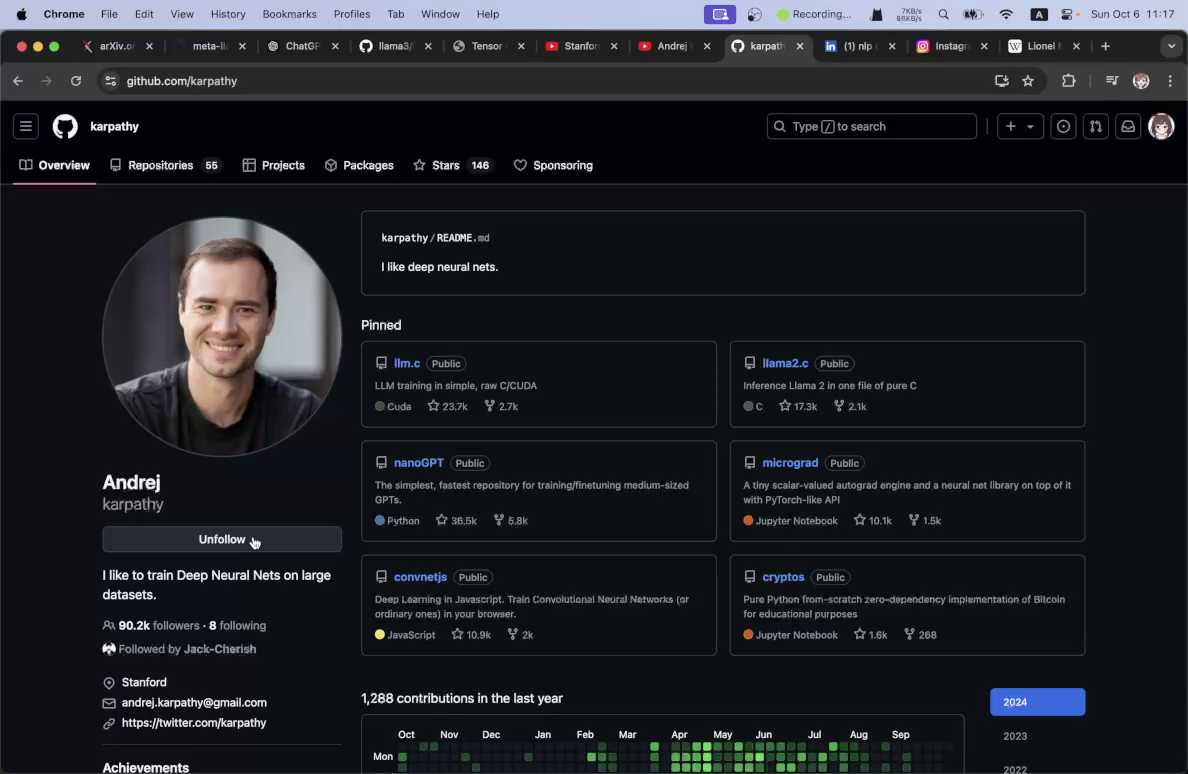 Chrome File Edit View History Bookmarks Profiles Tab Window Help Recording... 7KB/s 86KB/s A Sun Oct 6 11:17
arXiv.or meta-lla ChatGP llama3/ Tensor Stanfor Andrej karpath (1) nlp Instagr Lionel
github.com/karpathy
karpathy Type / to search
Overview Repositories 55 Projects Packages Stars 146 Sponsoring
karpathy/README.md
I like deep neural nets.
Pinned
llm.c Public
LLM training in simple, raw C/CUDA
Cuda 23.7k 2.7k
llama2.c Public
Inference Llama 2 in one file of pure C
C 17.3k 2.1k
nanoGPT Public
The simplest, fastest repository for training/finetuning medium-sized
GPTs.
Python 36.5k 5.8k
micrograd Public
A tiny scalar-valued autograd engine and a neural net library on top of it
with PyTorch-like API
Jupyter Notebook 10.1k 1.5k
convnetjs Public
Deep Learning in Javascript. Train Convolutional Neural Networks (or
ordinary ones) in your browser.
JavaScript 10.9k 2k
cryptos Public
Pure Python from-scratch zero-dependency implementation of Bitcoin
for educational purposes
Jupyter Notebook 1.6k 268
Andrej
karpathy
Unfollow
I like to train Deep Neural Nets on large
datasets.
90.2k followers · 8 following
Followed by Jack-Cherish
Stanford
andrej.karpathy@gmail.com
https://twitter.com/karpathy
Achievements
1,288 contributions in the last year
Oct Nov Dec Jan Feb Mar Apr May Jun Jul Aug Sep
Mon
2024
2023
2022